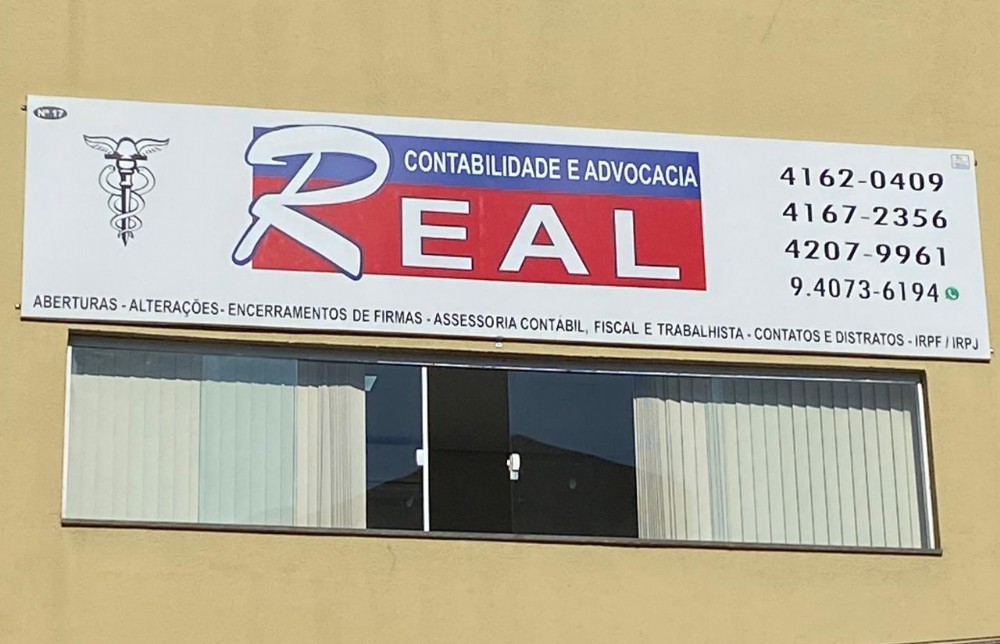 Nº 17
CONTABILIDADE E ADVOCACIA
REAL
4162-0409
4167-2356
4207-9961
9.4073-6194
ABERTURAS - ALTERAÇÕES- ENCERRAMENTOS DE FIRMAS - ASSESSORIA CONTÁBIL, FISCAL E TRABALHISTA - CONTATOS E DISTRATOS - IRPF / IRPJ